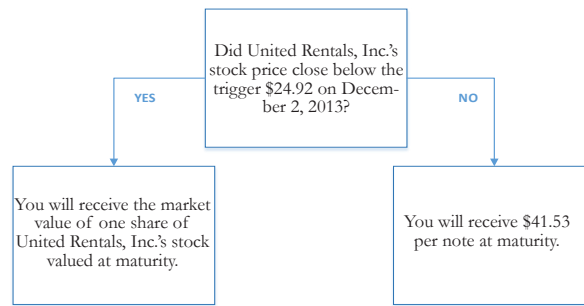 Did United Rentals, Inc.'s
stock price close below the
trigger $24.92 on Decem-
ber 2, 2013?
YES
NO
You will receive the market
value of one share of
United Rentals, Inc.'s stock
valued at maturity.
You will receive $41.53
per note at maturity.